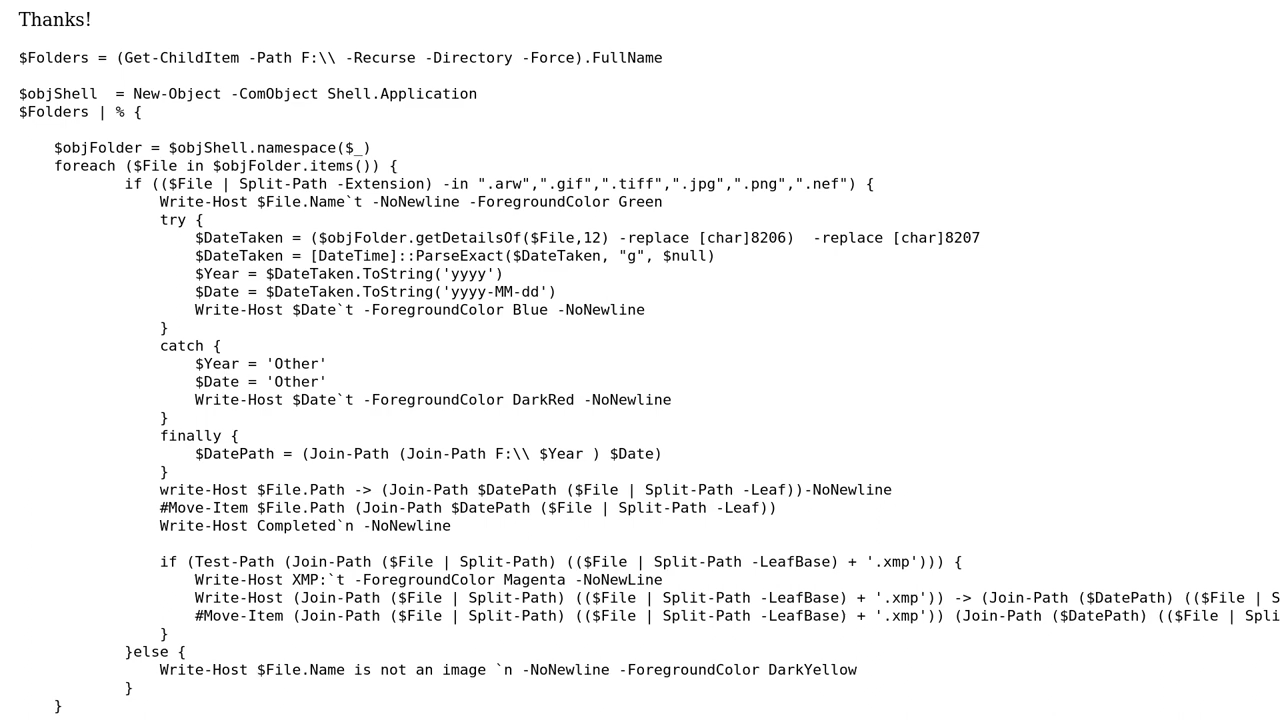 Thanks!
$Folders = (Get-ChildItem -Path F:\\ -Recurse -Directory -Force).FullName
$objShell  = New-Object -ComObject Shell.Application
$Folders | % {
    $objFolder = $objShell.namespace($_)
    foreach ($File in $objFolder.items()) {
            if (($File | Split-Path -Extension) -in ".arw",".gif",".tiff",".jpg",".png",".nef") {
                Write-Host $File.Name`t -NoNewline -ForegroundColor Green
                try {
                    $DateTaken = ($objFolder.getDetailsOf($File,12) -replace [char]8206)  -replace [char]8207
                    $DateTaken = [DateTime]::ParseExact($DateTaken, "g", $null)
                    $Year = $DateTaken.ToString('yyyy')
                    $Date = $DateTaken.ToString('yyyy-MM-dd')
                    Write-Host $Date`t -ForegroundColor Blue -NoNewline
                }
                catch {
                    $Year = 'Other'
                    $Date = 'Other'
                    Write-Host $Date`t -ForegroundColor DarkRed -NoNewline
                }
                finally {
                    $DatePath = (Join-Path (Join-Path F:\\ $Year ) $Date)
                }
                write-Host $File.Path -> (Join-Path $DatePath ($File | Split-Path -Leaf))-NoNewline
                #Move-Item $File.Path (Join-Path $DatePath ($File | Split-Path -Leaf))
                Write-Host Completed`n -NoNewline
                if (Test-Path (Join-Path ($File | Split-Path) (($File | Split-Path -LeafBase) + '.xmp'))) {
                    Write-Host XMP:`t -ForegroundColor Magenta -NoNewLine
                    Write-Host (Join-Path ($File | Split-Path) (($File | Split-Path -LeafBase) + '.xmp')) -> (Join-Path ($DatePath) (($File | S
                    #Move-Item (Join-Path ($File | Split-Path) (($File | Split-Path -LeafBase) + '.xmp')) (Join-Path ($DatePath) (($File | Spli
                }
            }else {
                Write-Host $File.Name is not an image `n -NoNewline -ForegroundColor DarkYellow
            }
    }